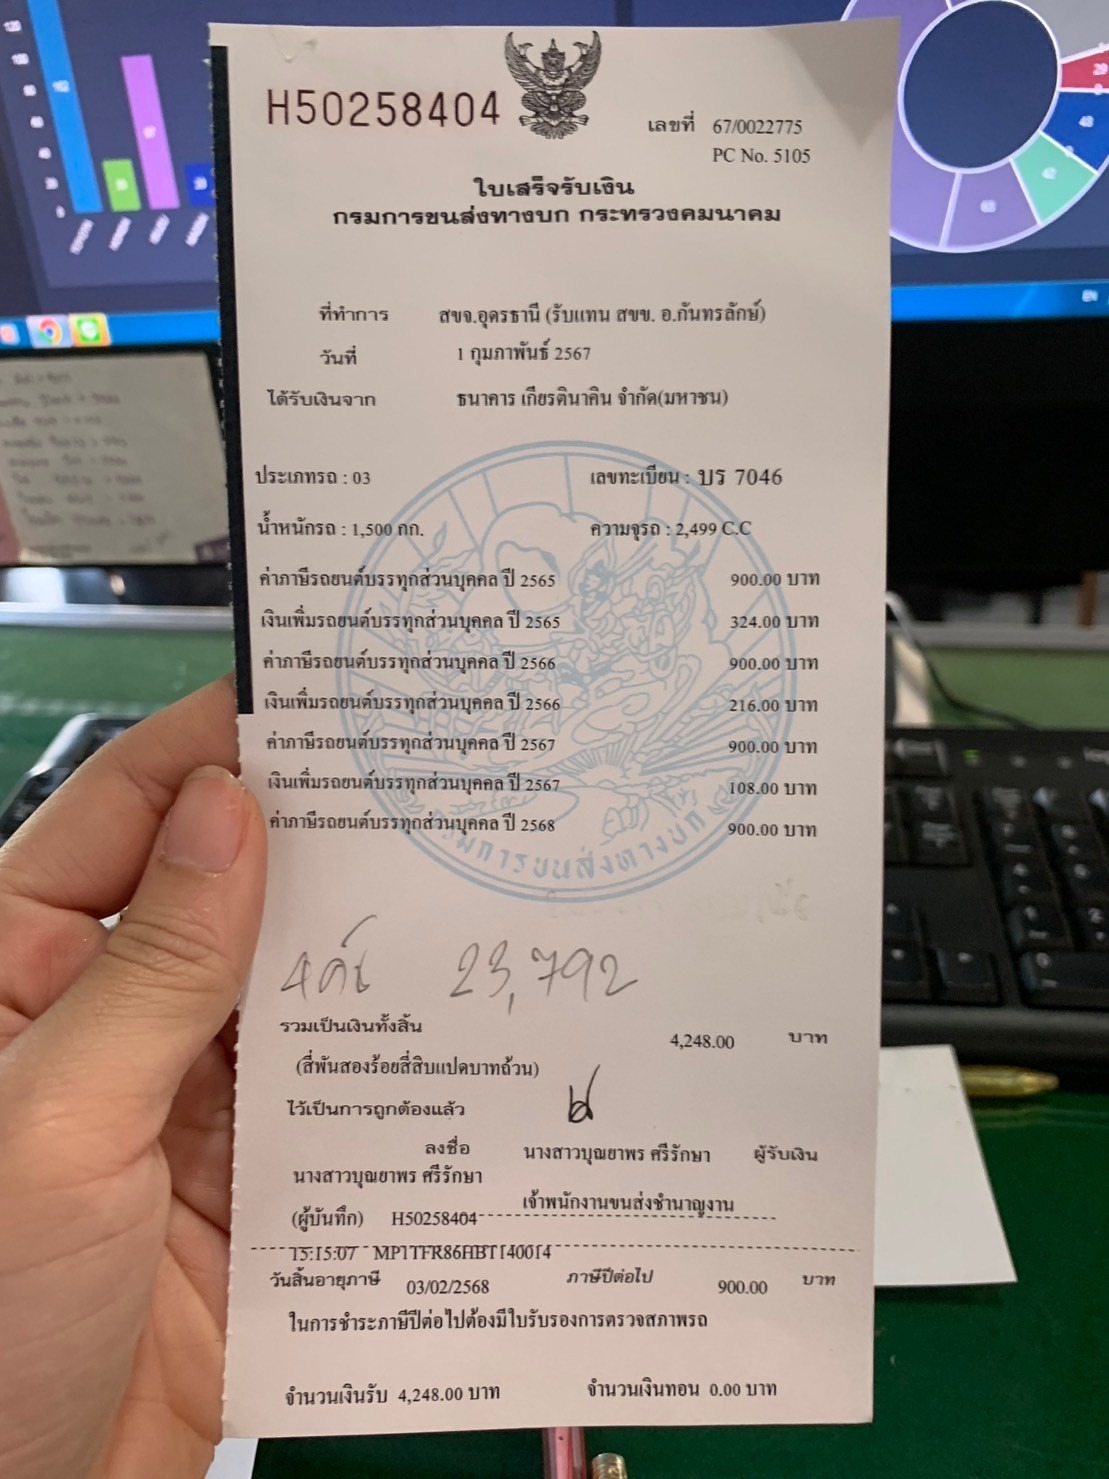 H50258404
เลขที่ 67/0022775
PC No. 5105
ใบเสร็จรับเงิน
กรมการขนส่งทางบก กระทรวงคมนาคม
ที่ทำการ สขจ.อุดรธานี (รับแทน สขข. อ.กันทรลักษ์)
วันที่ 1 กุมภาพันธ์ 2567
ได้รับเงินจาก ธนาคาร เกียรตินาคิน จำกัด(มหาชน)
ประเภทรถ : 03 เลขทะเบียน : บร 7046
น้ำหนักรถ : 1,500 กก. ความจุรถ : 2,499 C.C
ค่าภาษีรถยนต์บรรทุกส่วนบุคคล ปี 2565 900.00 บาท
เงินเพิ่มรถยนต์บรรทุกส่วนบุคคล ปี 2565 324.00 บาท
ค่าภาษีรถยนต์บรรทุกส่วนบุคคล ปี 2566 900.00 บาท
เงินเพิ่มรถยนต์บรรทุกส่วนบุคคล ปี 2566 216.00 บาท
ค่าภาษีรถยนต์บรรทุกส่วนบุคคล ปี 2567 900.00 บาท
เงินเพิ่มรถยนต์บรรทุกส่วนบุคคล ปี 2567 108.00 บาท
ค่าภาษีรถยนต์บรรทุกส่วนบุคคล ปี 2568 900.00 บาท
กรมการขนส่งทางบก
4คัน 23,792
รวมเป็นเงินทั้งสิ้น 4,248.00 บาท
(สี่พันสองร้อยสี่สิบแปดบาทถ้วน)
ไว้เป็นการถูกต้องแล้ว
ลงชื่อ นางสาวบุณยาพร ศรีรักษา ผู้รับเงิน
นางสาวบุณยาพร ศรีรักษา
เจ้าพนักงานขนส่งชำนาญงาน
(ผู้บันทึก) H50258404
15:15:07 MP1TFR86HBT140014
วันสิ้นอายุภาษี 03/02/2568 ภาษีปีต่อไป 900.00 บาท
ในการชำระภาษีปีต่อไปต้องมีใบรับรองการตรวจสภาพรถ
จำนวนเงินรับ 4,248.00 บาท จำนวนเงินทอน 0.00 บาท